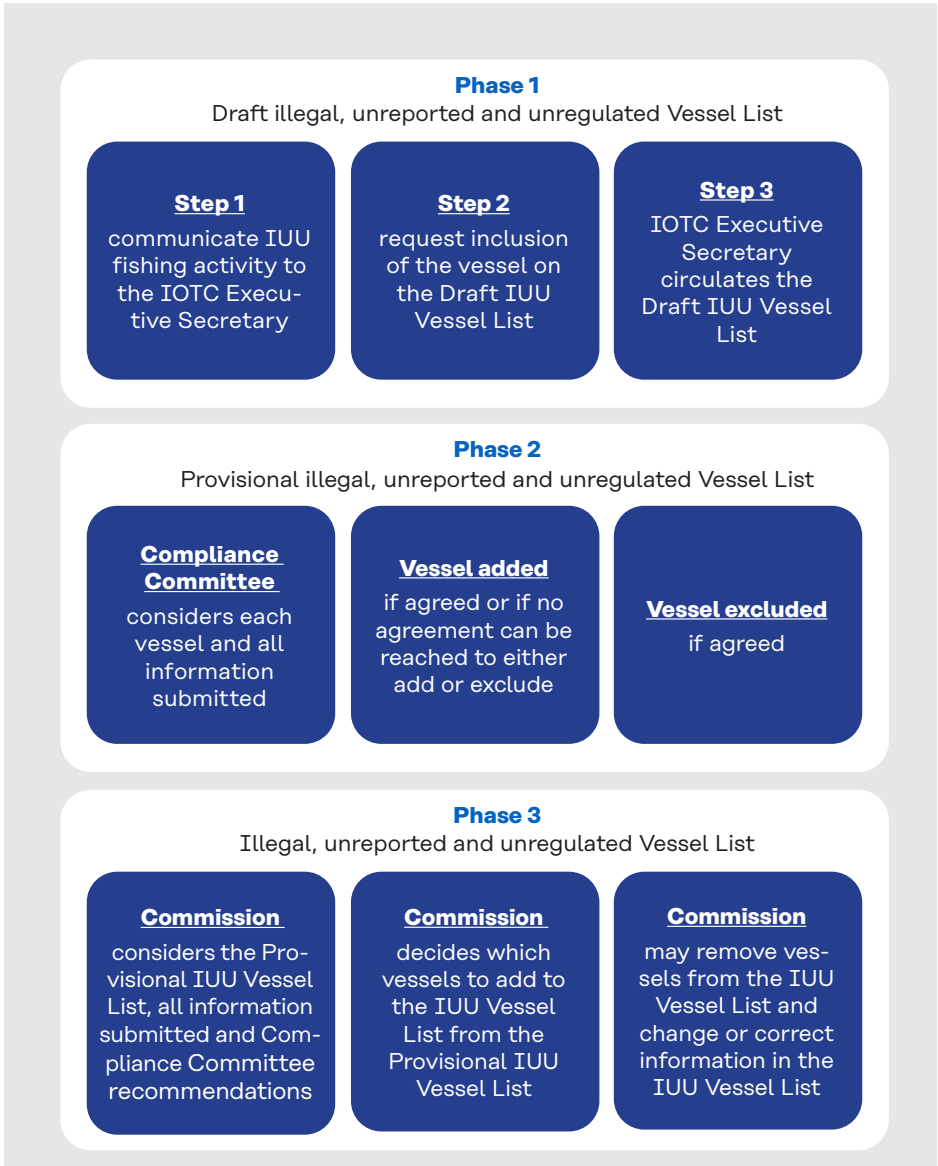 Phase 1
Draft illegal, unreported and unregulated Vessel List
Step 1
communicate IUU
fishing activity to
the IOTC Execu-
tive Secretary
Step 2
request inclusion
of the vessel on
the Draft IUU
Vessel List
Step 3
IOTC Executive
Secretary
circulates the
Draft IUU Vessel
List
Phase 2
Provisional illegal, unreported and unregulated Vessel List
Compliance
Committee
considers each
vessel and all
information
submitted
Vessel added
if agreed or if no
agreement can be
reached to either
add or exclude
Vessel excluded
if agreed
Phase 3
Illegal, unreported and unregulated Vessel List
Commission
considers the Pro-
visional IUU Vessel
List, all information
submitted and Com-
pliance Committee
recommendations
Commission
decides which
vessels to add to
the IUU Vessel
List from the
Provisional IUU
Vessel List
Commission
may remove ves-
sels from the IUU
Vessel List and
change or correct
information in the
IUU Vessel List